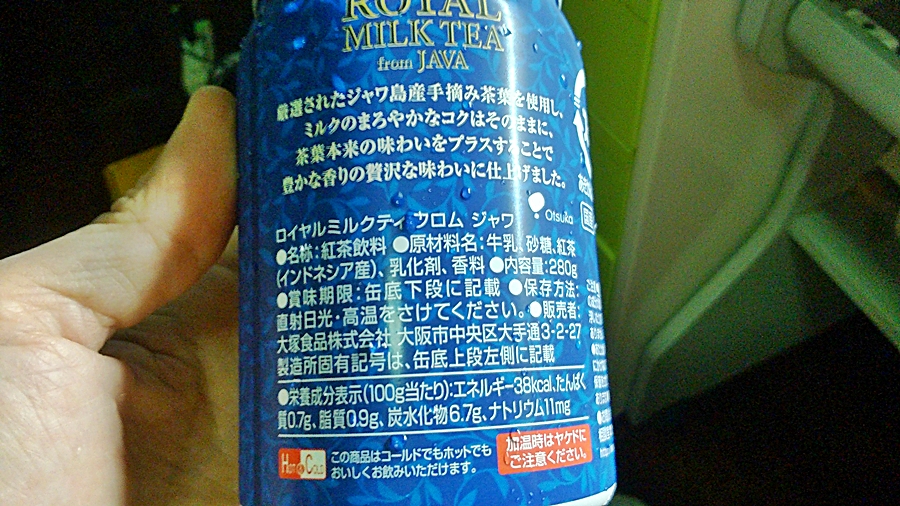 ROYAL
MILK TEA
from JAVA
厳選されたジャワ島産手摘み茶葉を使用し、
ミルクのまろやかなコクはそのままに、
茶葉本来の味わいをプラスすることで
豊かな香りの贅沢な味わいに仕上げました。
Otsuka
ロイヤルミルクティ フロム ジャワ
●名称:紅茶飲料 ●原材料名:牛乳、砂糖、紅茶
(インドネシア産)、乳化剤、香料 ●内容量:280g
●賞味期限:缶底下段に記載 ●保存方法:
直射日光・高温をさけてください。●販売者:
大塚食品株式会社 大阪市中央区大手通3-2-27
製造所固有記号は、缶底上段左側に記載
●栄養成分表示(100g当たり):エネルギー38kcal、たんぱく
質0.7g、脂質0.9g、炭水化物6.7g、ナトリウム11mg
HOT & COLD
この商品はコールドでもホットでも
おいしくお飲みいただけます。
加温時はヤケドに
ご注意ください。